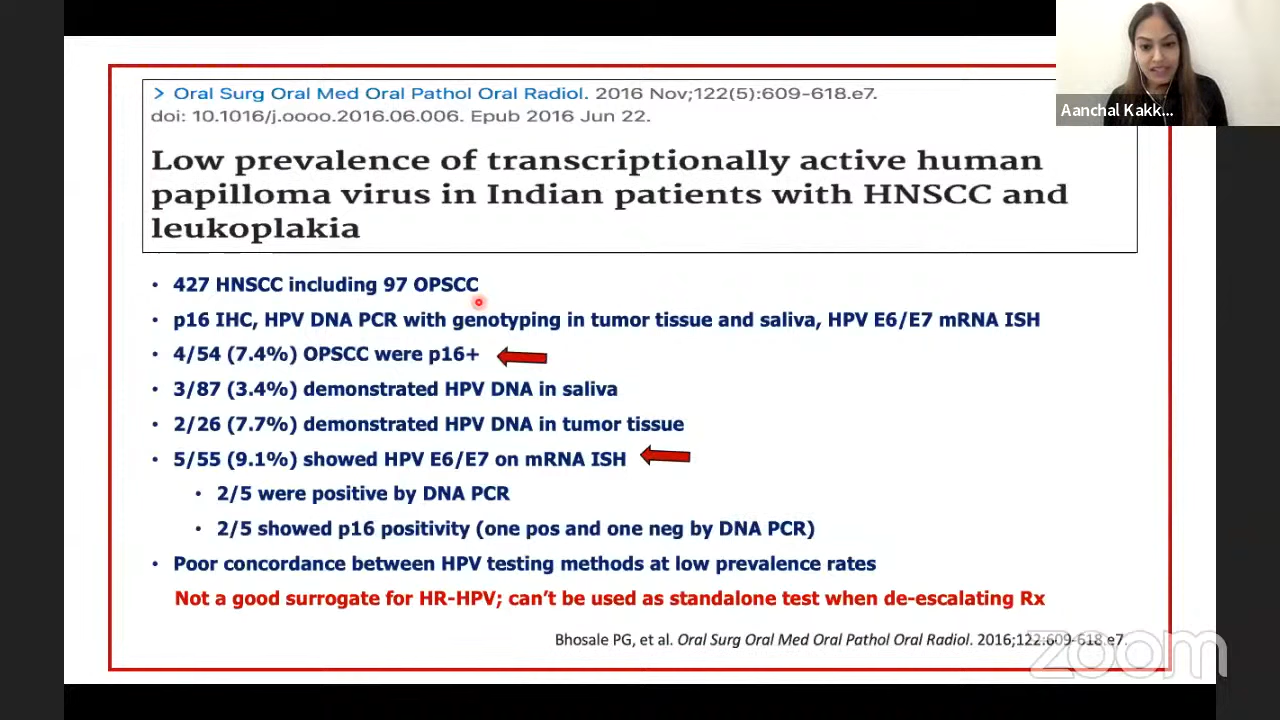 > Oral Surg Oral Med Oral Pathol Oral Radiol. 2016 Nov;122(5):609-618.e7.
doi: 10.1016/j.oooo.2016.06.006. Epub 2016 Jun 22.
Low prevalence of transcriptionally active human
papilloma virus in Indian patients with HNSCC and
leukoplakia
Aanchal Kakk...
• 427 HNSCC including 97 OPSCC
• p16 IHC, HPV DNA PCR with genotyping in tumor tissue and saliva, HPV E6/E7 mRNA ISH
• 4/54 (7.4%) OPSCC were p16+
• 3/87 (3.4%) demonstrated HPV DNA in saliva
• 2/26 (7.7%) demonstrated HPV DNA in tumor tissue
• 5/55 (9.1%) showed HPV E6/E7 on mRNA ISH
• 2/5 were positive by DNA PCR
• 2/5 showed p16 positivity (one pos and one neg by DNA PCR)
• Poor concordance between HPV testing methods at low prevalence rates
Not a good surrogate for HR-HPV; can't be used as standalone test when de-escalating Rx
Bhosale PG, et al. Oral Surg Oral Med Oral Pathol Oral Radiol. 2016;122:609-618.e7.
zoom